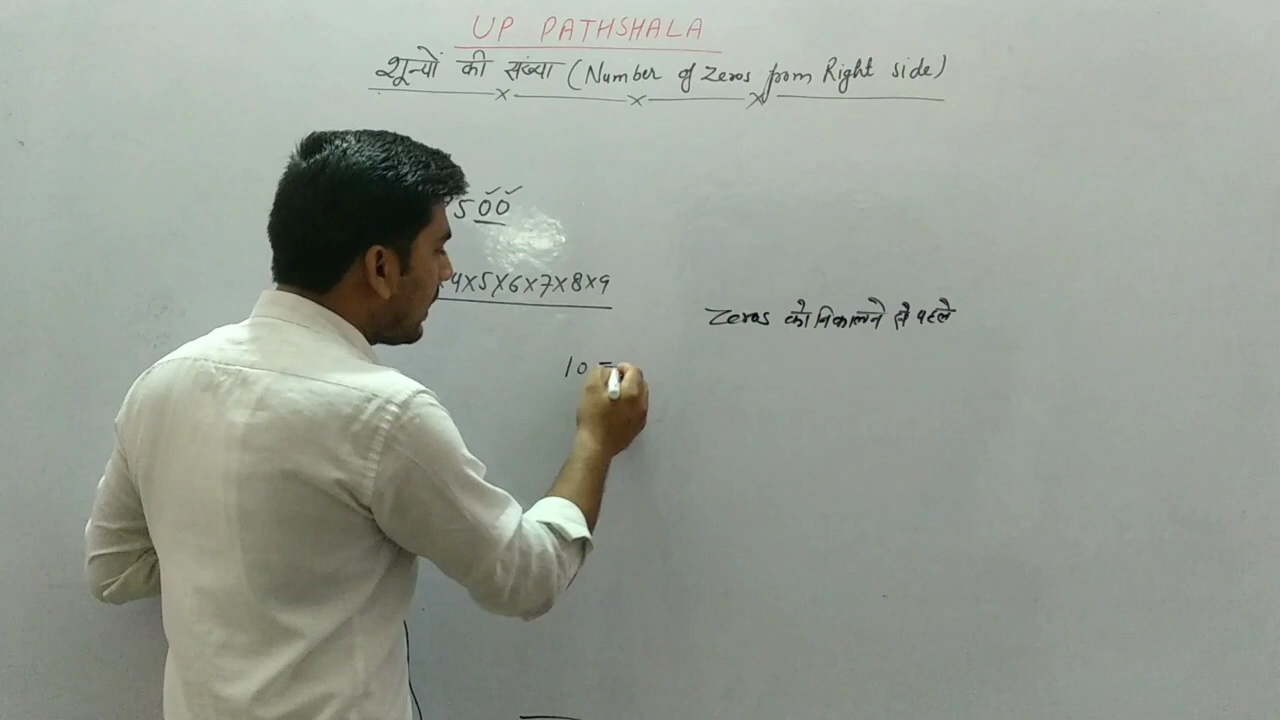 UP PATHSHALA
शून्यों की संख्या (Number of Zeros from Right side)
500
4×5×6×7×8×9
Zeros को निकालने से पहले
10 =